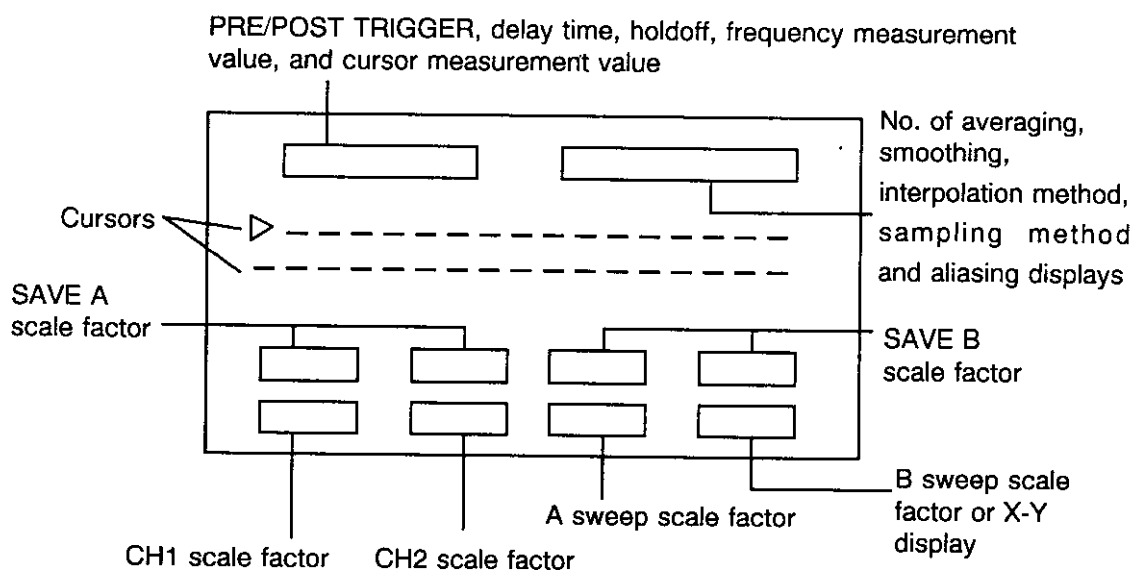 PRE/POST TRIGGER, delay time, holdoff, frequency measurement
value, and cursor measurement value
No. of averaging,
smoothing,
interpolation method,
sampling method
and aliasing displays
Cursors
SAVE A
scale factor
SAVE B
scale factor
B sweep scale
factor or X-Y
display
A sweep scale factor
CH1 scale factor
CH2 scale factor